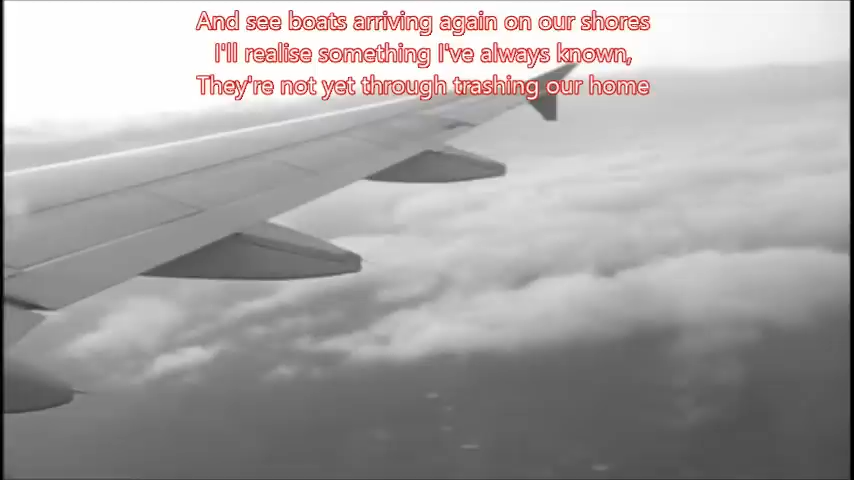 And see boats arriving again on our shores
I'll realise something I've always known,
They're not yet through trashing our home